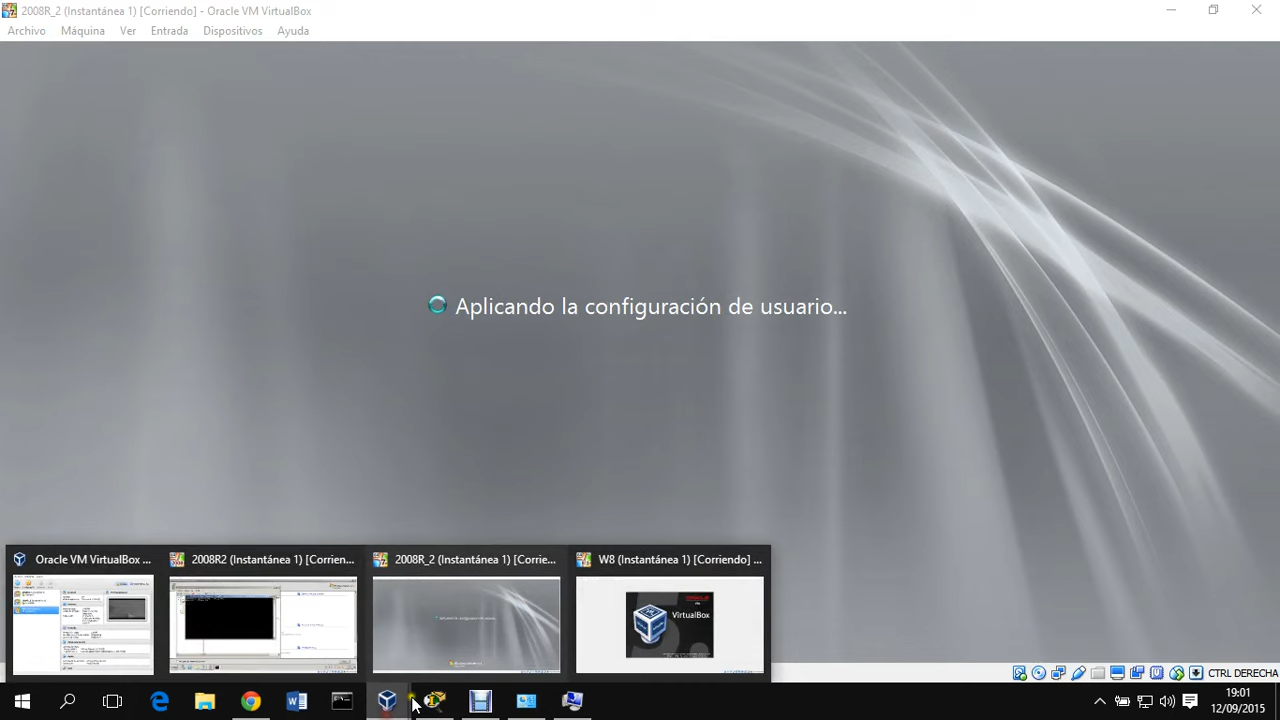 2008R_2 (Instantánea 1) [Corriendo] - Oracle VM VirtualBox
Archivo Máquina Ver Entrada Dispositivos Ayuda
Aplicando la configuración de usuario...
Oracle VM VirtualBox ...
2008R2 (Instantánea 1) [Corrien...
2008R_2 (Instantánea 1) [Corrie...
W8 (Instantánea 1) [Corriendo] ...
VirtualBox
CTRL DERECHA
19:01
12/09/2015